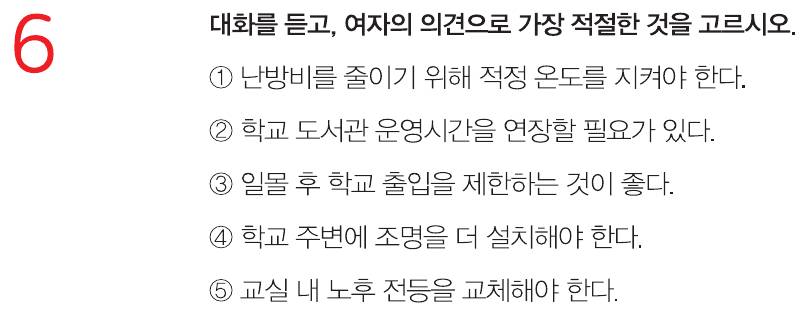 6
대화를 듣고, 여자의 의견으로 가장 적절한 것을 고르시오.
① 난방비를 줄이기 위해 적정 온도를 지켜야 한다.
② 학교 도서관 운영시간을 연장할 필요가 있다.
③ 일몰 후 학교 출입을 제한하는 것이 좋다.
④ 학교 주변에 조명을 더 설치해야 한다.
⑤ 교실 내 노후 전등을 교체해야 한다.